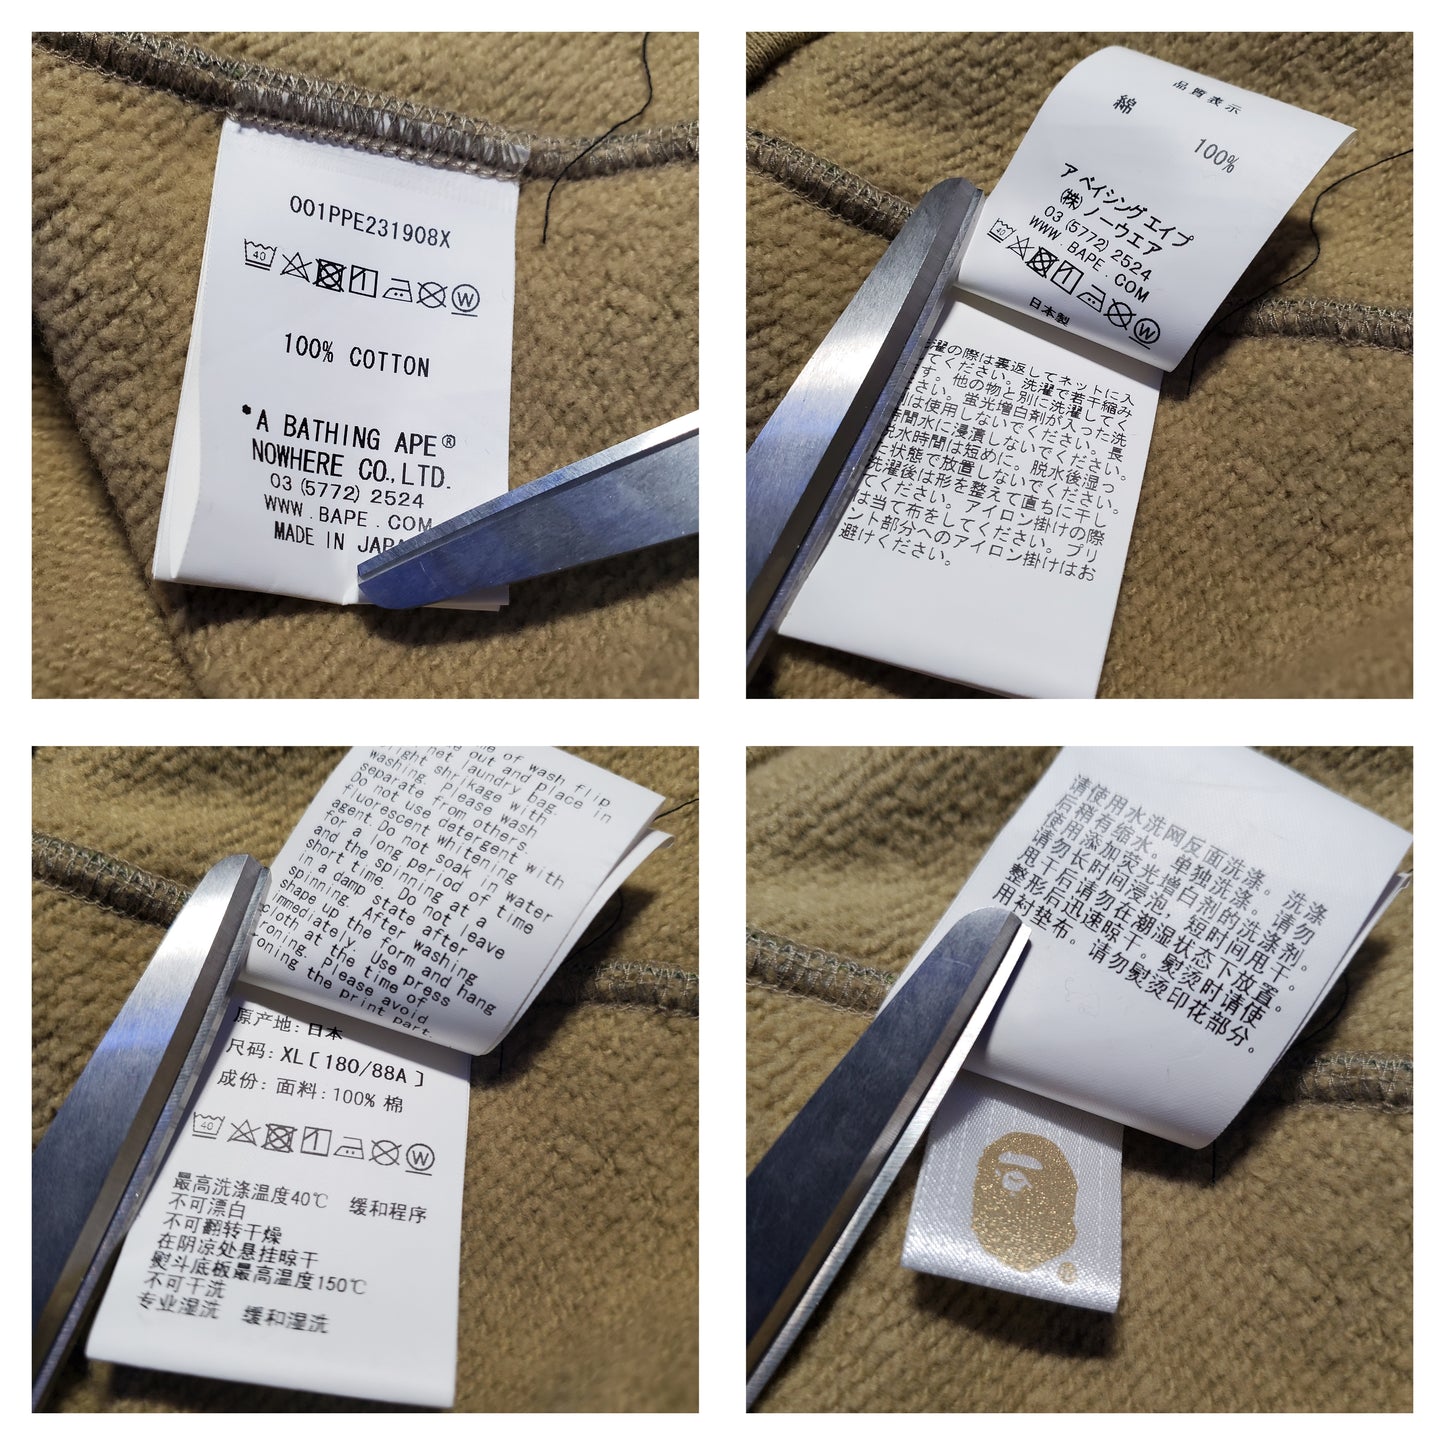 001PPE231908X
40
100% COTTON
A BATHING APE®
NOWHERE CO.,LTD.
03 (5772) 2524
WWW.BAPE.COM
MADE IN
品質表示
綿
100%
アベイシングエイプ
(株)ノーウエア
03 (5772) 2524
WWW.BAPE.COM
40
W
日本製
濯の際は裏返してネットに入
てください。洗濯で若干縮み
す。他の物と別に洗濯してく
さい。蛍光増白剤が入った洗
剤は使用しないでください。長
時間水に浸漬しないでください。
脱水時間は短めに。脱水後湿っ
た状態で放置しないでください。
洗濯後は形を整えて直ちに干し
てください。アイロン掛けの際
は当て布をしてください。プリ
ント部分へのアイロン掛けはお
避けください。
of wash flip
out and place in
net laundry bag.
light shrikage with
washing. Please wash
separate from others.
Do not use detergent with
fluorescent whitening
agent.Do not soak in water
for a long period of time
and the spinning at a
short time. Do not leave
in a damp state after
spinning. After washing
shape up the form and hang
immediately. Use press
cloth at the time of
ironing. Please avoid
ironing the print part.
原产地: 日本
尺码: XL[180/88A]
成份: 面料: 100% 棉
40
W
最高洗涤温度40℃ 缓和程序
不可漂白
不可翻转干燥
在阴凉处悬挂晾干
熨斗底板最高温度150℃
不可干洗
专业湿洗 缓和湿洗
请使用水洗网反面洗涤。洗涤
后稍有缩水。单独洗涤。请勿
使用添加荧光增白剂的洗涤剂。
请勿长时间浸泡，短时间甩干。
甩干后请勿在潮湿状态下放置。
整形后迅速晾干。熨烫时请使
用衬垫布。请勿熨烫印花部分。
®